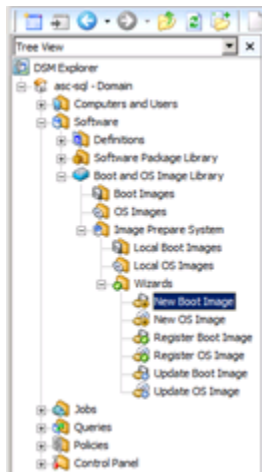 Tree View
DSM Explorer
asc-sql - Domain
Computers and Users
Software
Definitions
Software Package Library
Boot and OS Image Library
Boot Images
OS Images
Image Prepare System
Local Boot Images
Local OS Images
Wizards
New Boot Image
New OS Image
Register Boot Image
Register OS Image
Update Boot Image
Update OS Image
Jobs
Queries
Policies
Control Panel